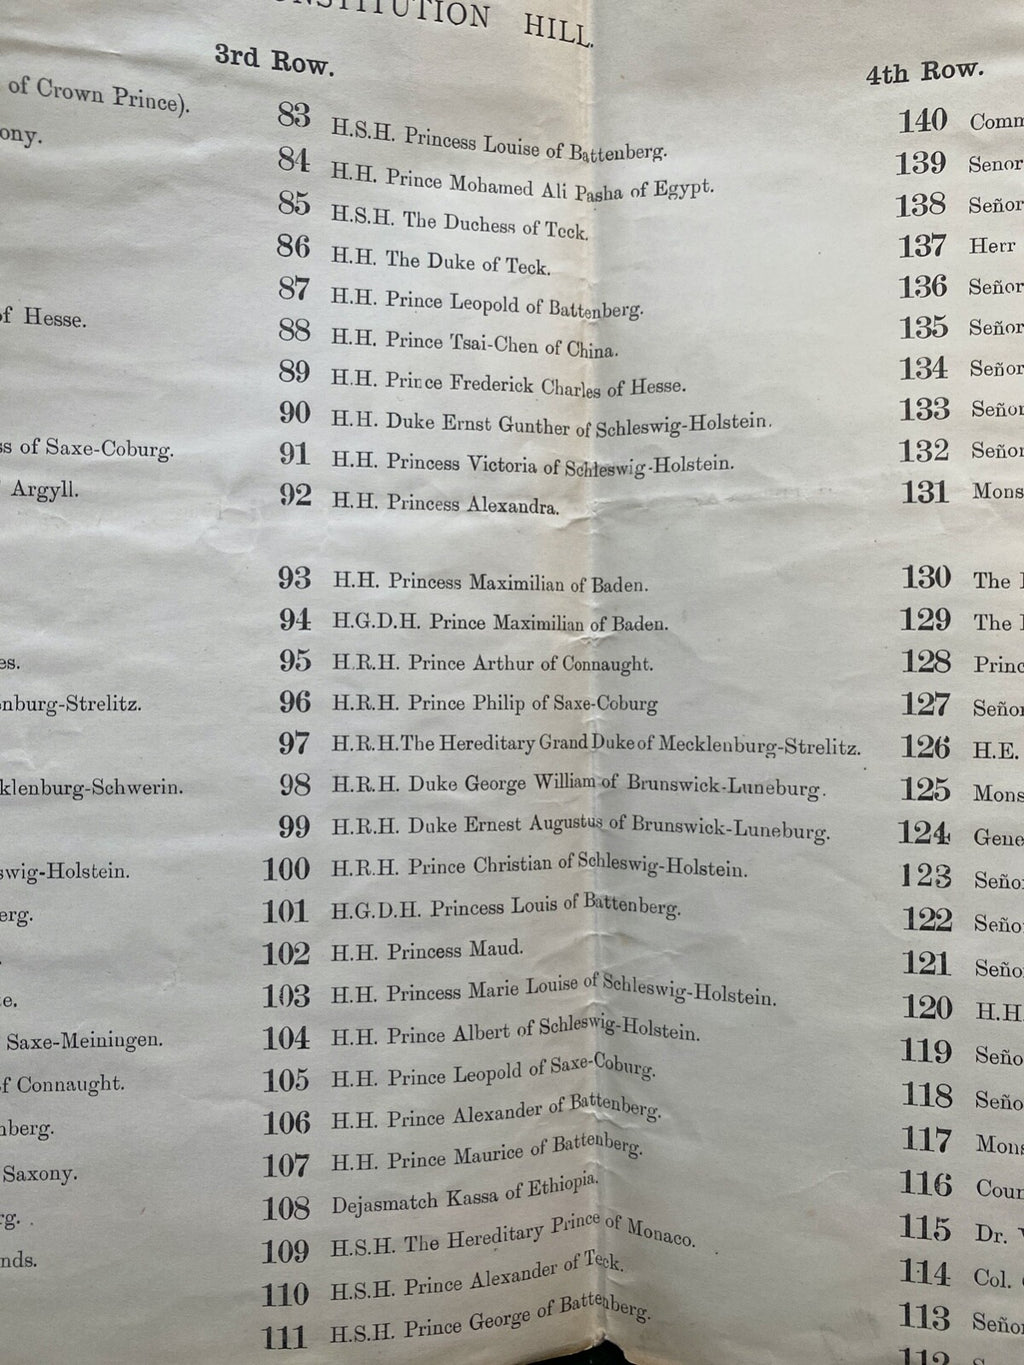 HILL.
3rd Row.
4th Row.
of Crown Prince).
of Hesse.
of Saxe-Coburg.
Argyll.
Saxe-Meiningen.
of Connaught.
Saxony.
83 H.S.H. Princess Louise of Battenberg.
84 H.H. Prince Mohamed Ali Pasha of Egypt.
85 H.S.H. The Duchess of Teck.
86 H.H. The Duke of Teck.
87 H.H. Prince Leopold of Battenberg.
88 H.H. Prince Tsai-Chen of China.
89 H.H. Prince Frederick Charles of Hesse.
90 H.H. Duke Ernst Gunther of Schleswig-Holstein.
91 H.H. Princess Victoria of Schleswig-Holstein.
92 H.H. Princess Alexandra.
93 H.H. Princess Maximilian of Baden.
94 H.G.D.H. Prince Maximilian of Baden.
95 H.R.H. Prince Arthur of Connaught.
96 H.R.H. Prince Philip of Saxe-Coburg
97 H.R.H. The Hereditary Grand Duke of Mecklenburg-Strelitz.
98 H.R.H. Duke George William of Brunswick-Luneburg.
99 H.R.H. Duke Ernest Augustus of Brunswick-Luneburg.
100 H.R.H. Prince Christian of Schleswig-Holstein.
101 H.G.D.H. Princess Louis of Battenberg.
102 H.H. Princess Maud.
103 H.H. Princess Marie Louise of Schleswig-Holstein.
104 H.H. Prince Albert of Schleswig-Holstein.
105 H.H. Prince Leopold of Saxe-Coburg.
106 H.H. Prince Alexander of Battenberg.
107 H.H. Prince Maurice of Battenberg.
108 Dejasmatch Kassa of Ethiopia.
109 H.S.H. The Hereditary Prince of Monaco.
110 H.S.H. Prince Alexander of Teck.
111 H.S.H. Prince George of Battenberg.
140
139 Senor
138 Señor
137 Herr
136 Señor
135 Señor
134 Señor
133 Señor
132 Señor
131
130 The
129 The
128
127 Señor
126 H.E.
125
124
123
122
121
120 H.H.
119
118
117
116
115 Dr.
114 Col.
113